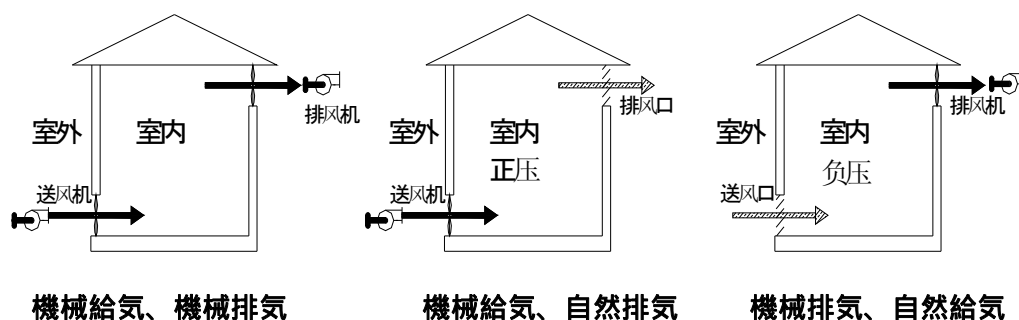 排风机
室外 室内
送风机
機械給気、機械排気
排风口
室外 室内
正压
送风机
機械給気、自然排気
排风机
室外 室内
负压
送风口
機械排気、自然給気